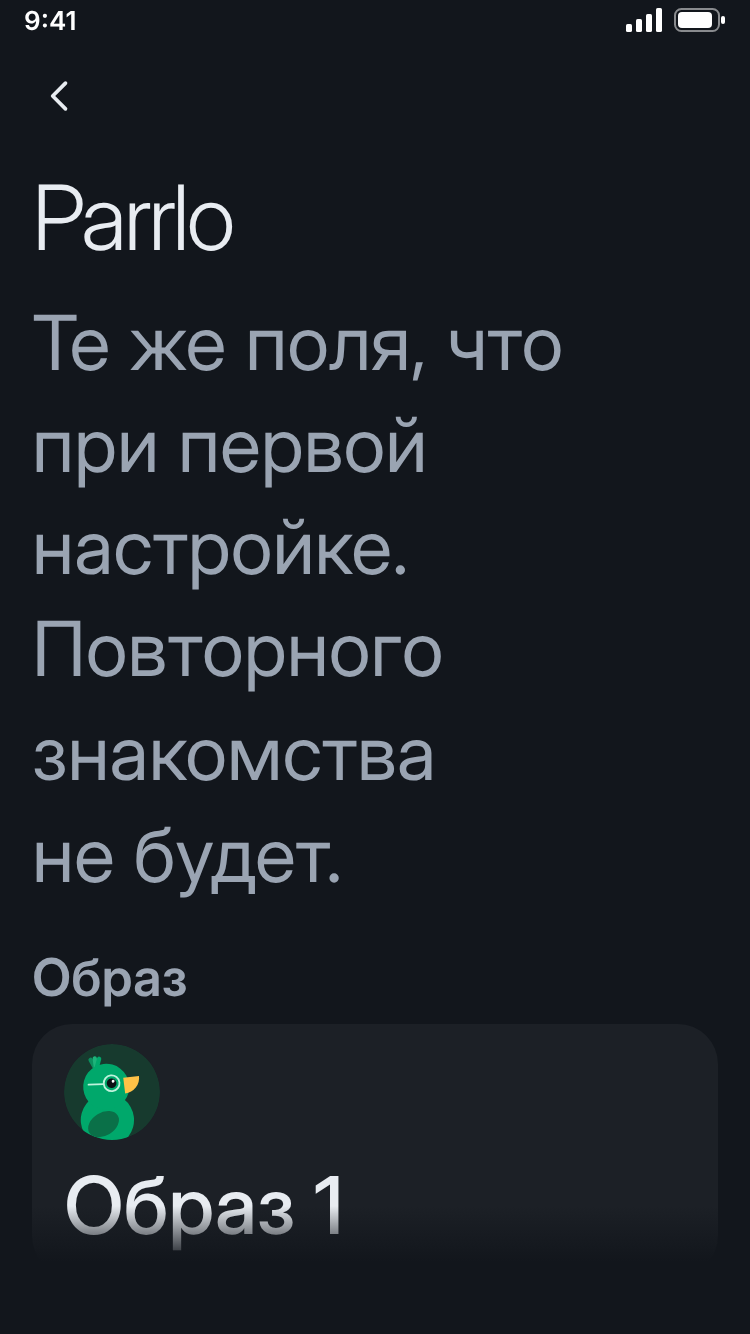 9:41
Parrlo
Те же поля, что
при первой
настройке.
Повторного
знакомства
не будет.
Образ
Образ 1